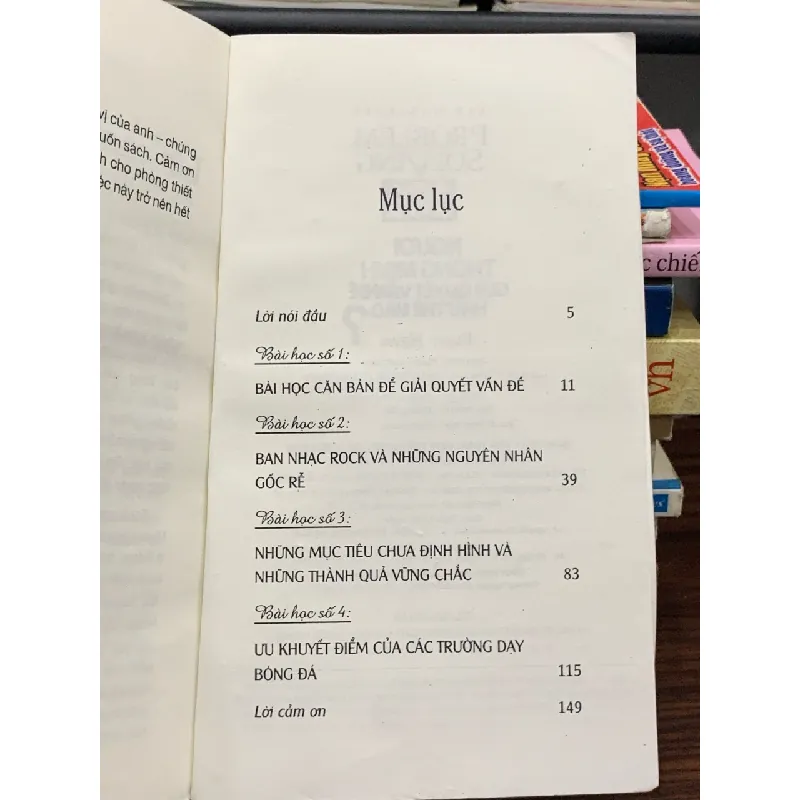 vị của anh – chúng
uốn sách. Cảm ơn
h cho phòng thiết
ệc này trở nên hết
Mục lục
Lời nói đầu 5
Bài học số 1:
BÀI HỌC CĂN BẢN ĐỂ GIẢI QUYẾT VẤN ĐỀ 11
Bài học số 2:
BAN NHẠC ROCK VÀ NHỮNG NGUYÊN NHÂN
GỐC RỄ 39
Bài học số 3:
NHỮNG MỤC TIÊU CHƯA ĐỊNH HÌNH VÀ
NHỮNG THÀNH QUẢ VỮNG CHẮC 83
Bài học số 4:
ƯU KHUYẾT ĐIỂM CỦA CÁC TRƯỜNG DẠY
BÓNG ĐÁ 115
Lời cảm ơn 149
c chiế
vn